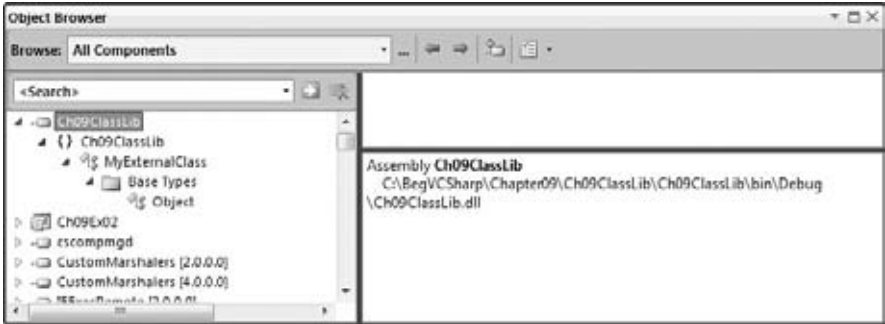 Object Browser
Browse: All Components
...
<Search>
Ch09ClassLib
{} Ch09ClassLib
MyExternalClass
Base Types
Object
Ch09Ex02
cscompmgd
CustomMarshalers [2.0.0.0]
CustomMarshalers [4.0.0.0]
Assembly Ch09ClassLib
C:\BegVCSharp\Chapter09\Ch09ClassLib\Ch09ClassLib\bin\Debug
\Ch09ClassLib.dll